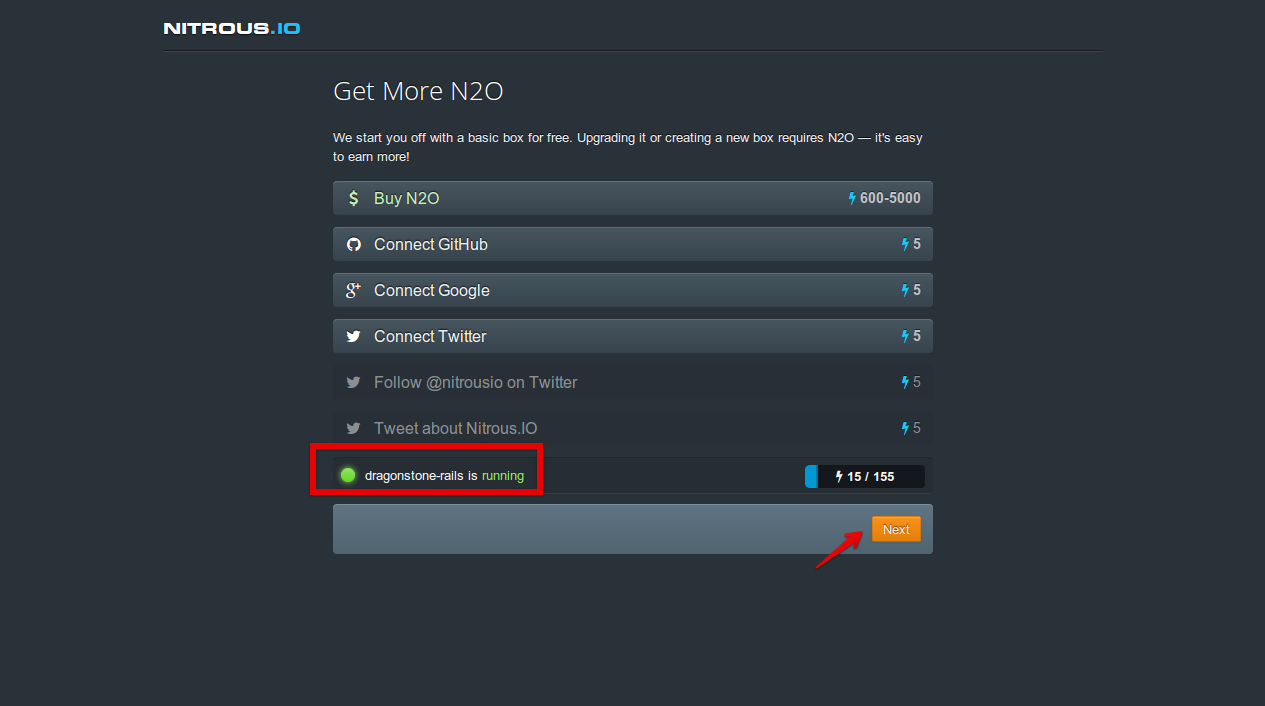 NITROUS.IO
Get More N2O
We start you off with a basic box for free. Upgrading it or creating a new box requires N2O — it's easy
to earn more!
Buy N2O 600-5000
Connect GitHub 5
Connect Google 5
Connect Twitter 5
Follow @nitrousio on Twitter 5
Tweet about Nitrous.IO 5
dragonstone-rails is running 15 / 155
Next